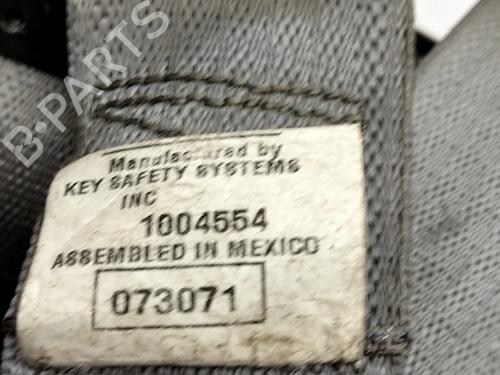 B-PARTS
Manufactured by
KEY SAFETY SYSTEMS
INC
1004554
ASSEMBLED IN MEXICO
073071